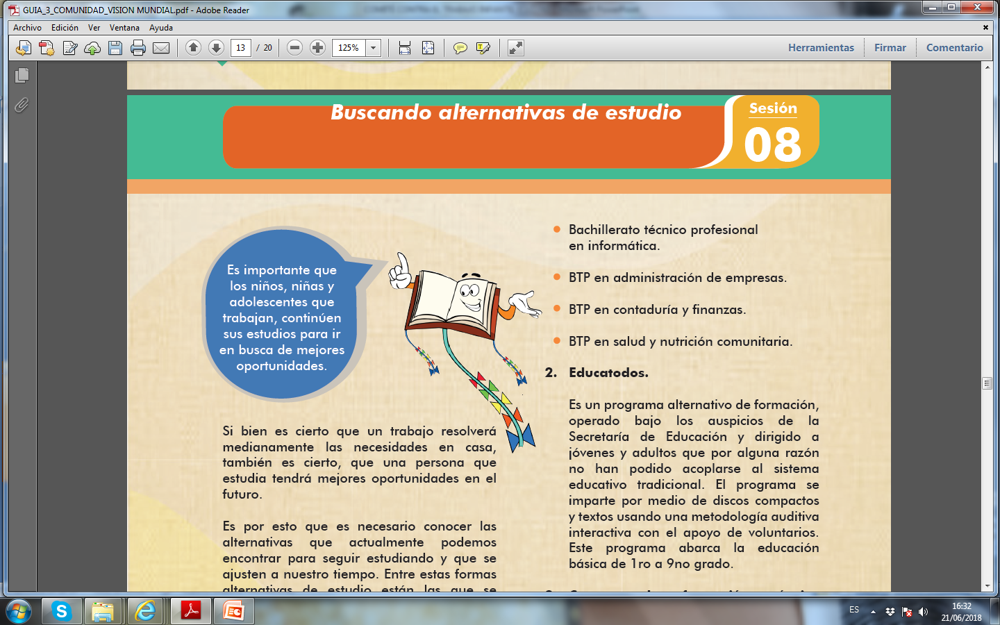 GUIA_3_COMUNIDAD_VISION MUNDIAL.pdf - Adobe Reader
Archivo Edición Ver Ventana Ayuda
13 / 20 125% Herramientas Firmar Comentario
Buscando alternativas de estudio
Sesión
08
Es importante que
los niños, niñas y
adolescentes que
trabajan, continúen
sus estudios para ir
en busca de mejores
oportunidades.
Si bien es cierto que un trabajo resolverá
medianamente las necesidades en casa,
también es cierto, que una persona que
estudia tendrá mejores oportunidades en el
futuro.
Es por esto que es necesario conocer las
alternativas que actualmente podemos
encontrar para seguir estudiando y que se
ajusten a nuestro tiempo. Entre estas formas
alternativas de estudio están las que se
Bachillerato técnico profesional
en informática.
BTP en administración de empresas.
BTP en contaduría y finanzas.
BTP en salud y nutrición comunitaria.
2. Educatodos.
Es un programa alternativo de formación,
operado bajo los auspicios de la
Secretaría de Educación y dirigido a
jóvenes y adultos que por alguna razón
no han podido acoplarse al sistema
educativo tradicional. El programa se
imparte por medio de discos compactos
y textos usando una metodología auditiva
interactiva con el apoyo de voluntarios.
Este programa abarca la educación
básica de 1ro a 9no grado.
ES
16:32
21/06/2018